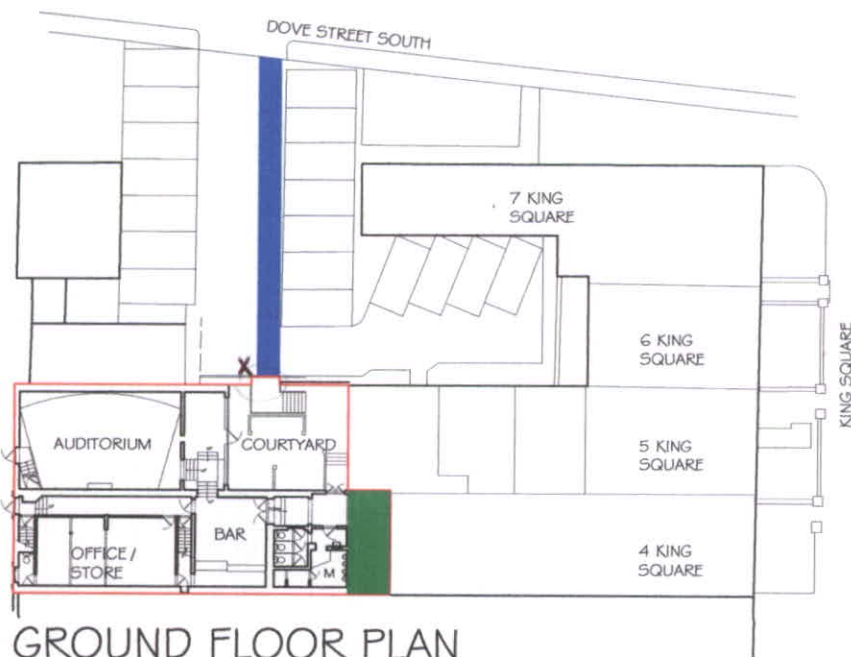 DOVE STREET SOUTH
7 KING
SQUARE
6 KING
SQUARE
KING SQUARE
X
AUDITORIUM
COURTYARD
5 KING
SQUARE
BAR
OFFICE /
STORE
M
4 KING
SQUARE
GROUND FLOOR PLAN